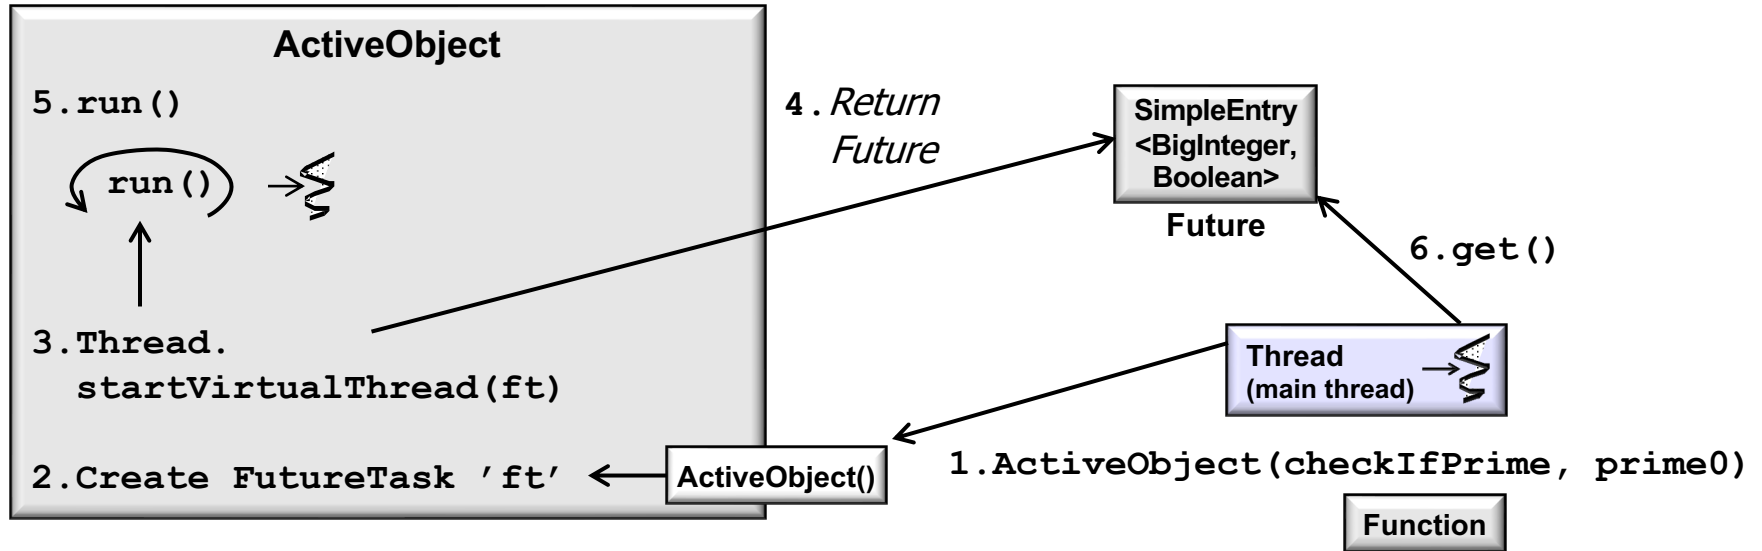 ActiveObject
5.run()
run()
3.Thread.
startVirtualThread(ft)
2.Create FutureTask ’ft’
ActiveObject()
4.Return
Future
SimpleEntry
<BigInteger,
Boolean>
Future
6.get()
Thread
(main thread)
1.ActiveObject(checkIfPrime, prime0)
Function